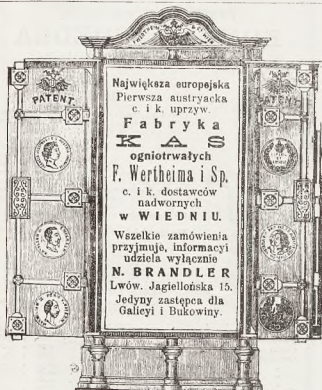 PATENT
Największa europejska
Pierwsza austryacka
c. i k. uprzyw.
Fabryka
KAS
ogniotrwałych
F. Wertheima i Sp.
c. i k. dostawców
nadwornych
w WIEDNIU.
Wszelkie zamówienia
przyjmuje, informacyi
udziela wyłącznie
N. BRANDLER
Lwów. Jagiellońska 15.
Jedyny zastępca dla
Galicyi i Bukowiny.
PATENT